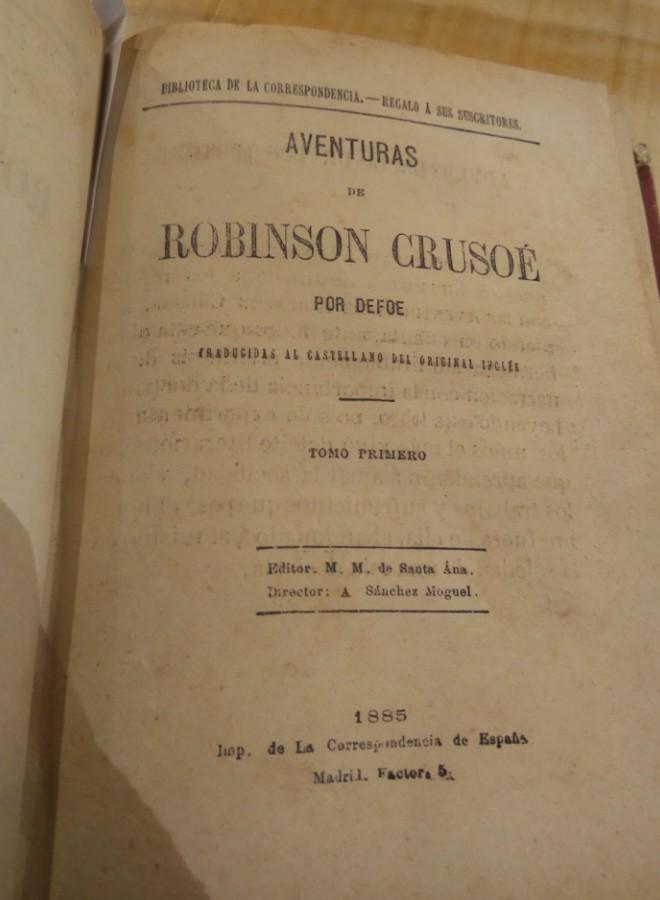 BIBLIOTECA DE LA CORRESPONDENCIA.—REGALO Á SUS SUSCRITORES.
AVENTURAS
DE
ROBINSON CRUSOÉ
POR DEFOE
TRADUCIDAS AL CASTELLANO DEL ORIGINAL INGLÉS
TOMO PRIMERO
Editor. M. M. de Santa Ána.
Director: A Sánchez Moguel.
1885
Imp. de La Correspondencia de España
Madrid. Factor, 5.